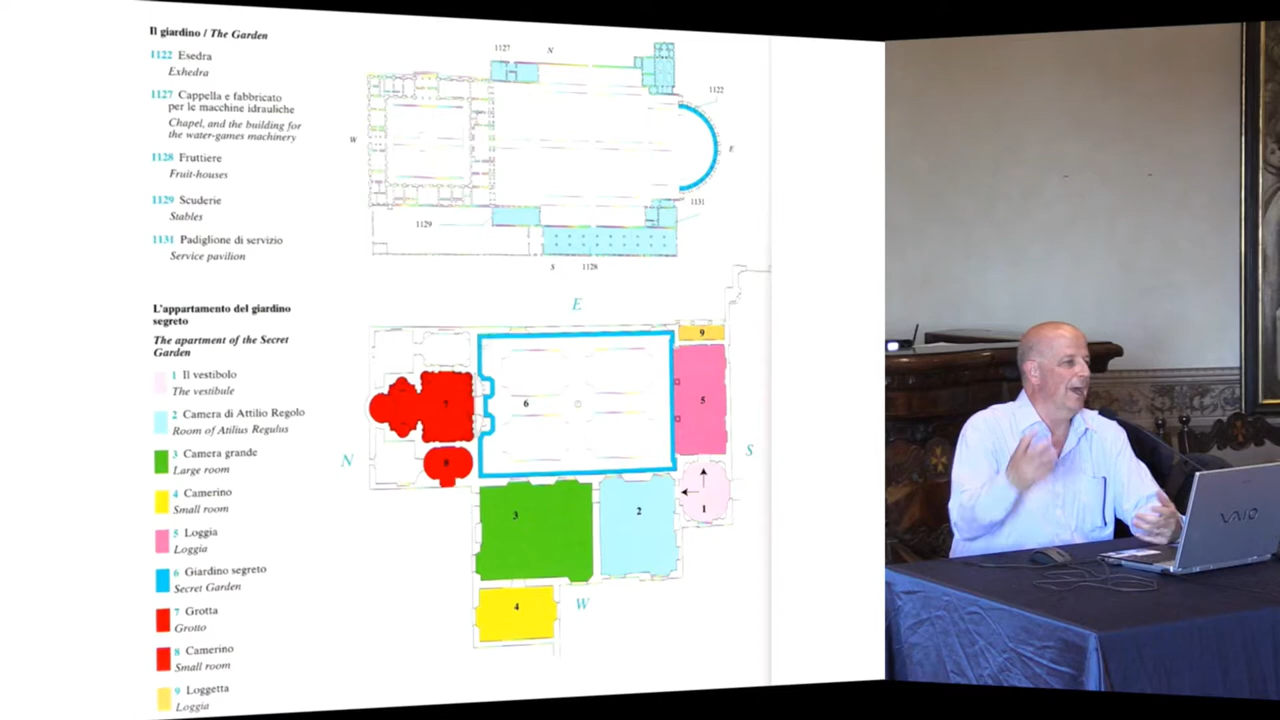 Il giardino / The Garden
1122 Esedra
Exhedra
1127 Cappella e fabbricato
per le macchine idrauliche
Chapel, and the building for
the water-games machinery
1128 Fruttiere
Fruit-houses
1129 Scuderie
Stables
1131 Padiglione di servizio
Service pavilion
1127
N
1122
W
E
1131
1129
S
1128
L'appartamento del giardino
segreto
The apartment of the Secret
Garden
1 Il vestibolo
The vestibule
2 Camera di Attilio Regolo
Room of Atilius Regulus
3 Camera grande
Large room
4 Camerino
Small room
5 Loggia
Loggia
6 Giardino segreto
Secret Garden
7 Grotta
Grotto
8 Camerino
Small room
9 Loggetta
Loggia
E
9
7
6
5
N
S
8
3
2
1
4
W
VAIO